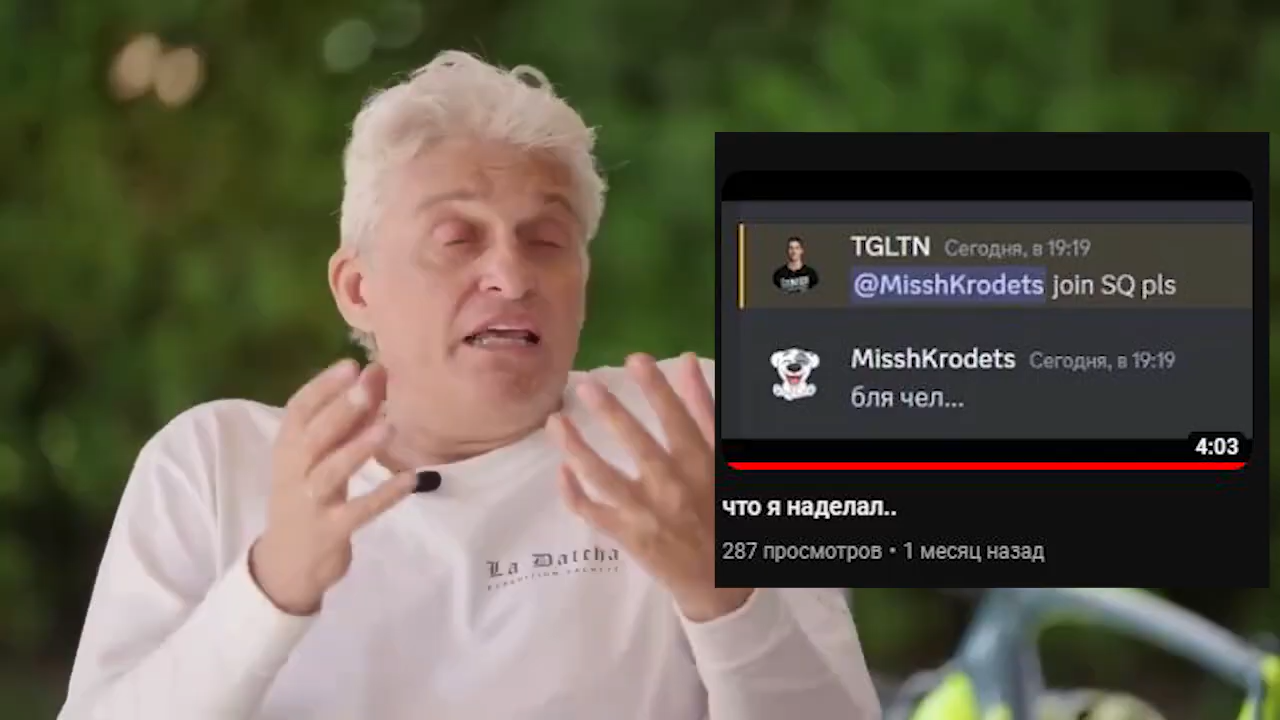 La Datcha
TGLTN Сегодня, в 19:19
@MisshKrodets join SQ pls
MisshKrodets Сегодня, в 19:19
бля чел...
4:03
что я наделал..
287 просмотров • 1 месяц назад